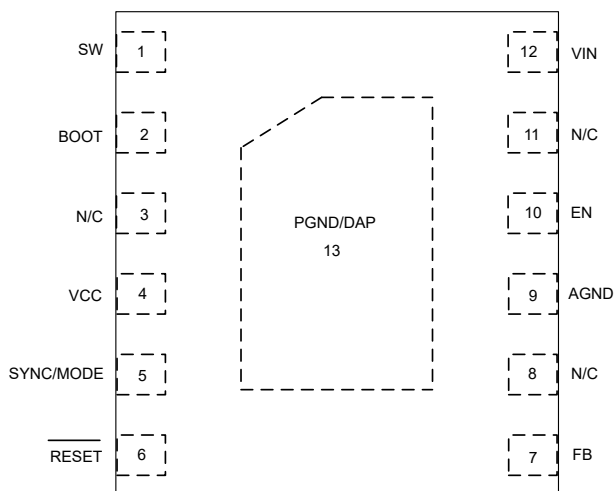 SW 1 12 VIN
BOOT 2 11 N/C
N/C 3 10 EN
PGND/DAP
13
VCC 4 9 AGND
SYNC/MODE 5 8 N/C
RESET 6 7 FB